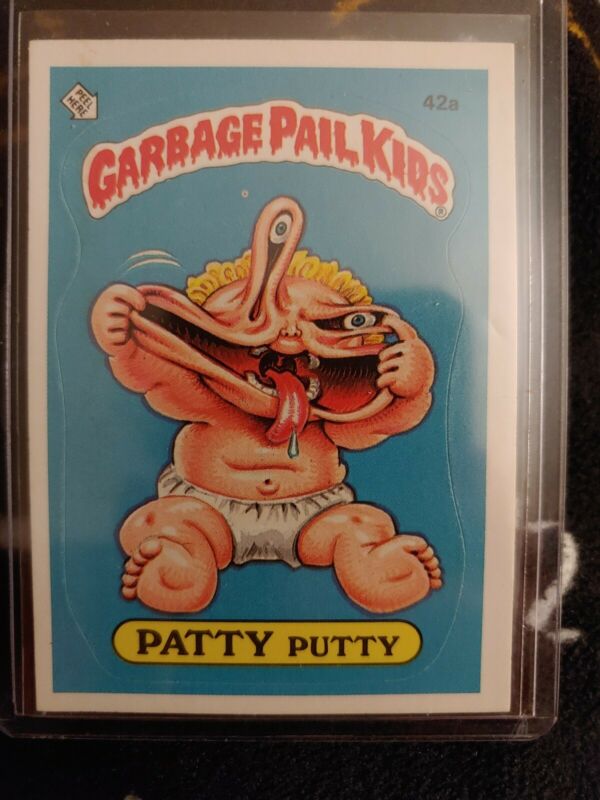 PEEL
HERE
42a
GARBAGE PAIL KIDS®
PATTY PUTTY